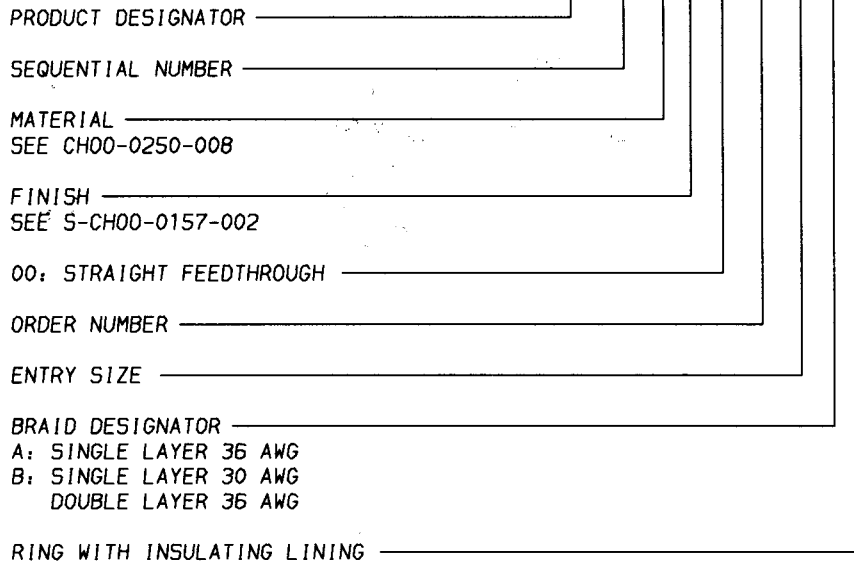 PRODUCT DESIGNATOR
SEQUENTIAL NUMBER
MATERIAL
SEE CH00-0250-008
FINISH
SEE S-CH00-0157-002
00: STRAIGHT FEEDTHROUGH
ORDER NUMBER
ENTRY SIZE
BRAID DESIGNATOR
A: SINGLE LAYER 36 AWG
B: SINGLE LAYER 30 AWG
DOUBLE LAYER 36 AWG
RING WITH INSULATING LINING